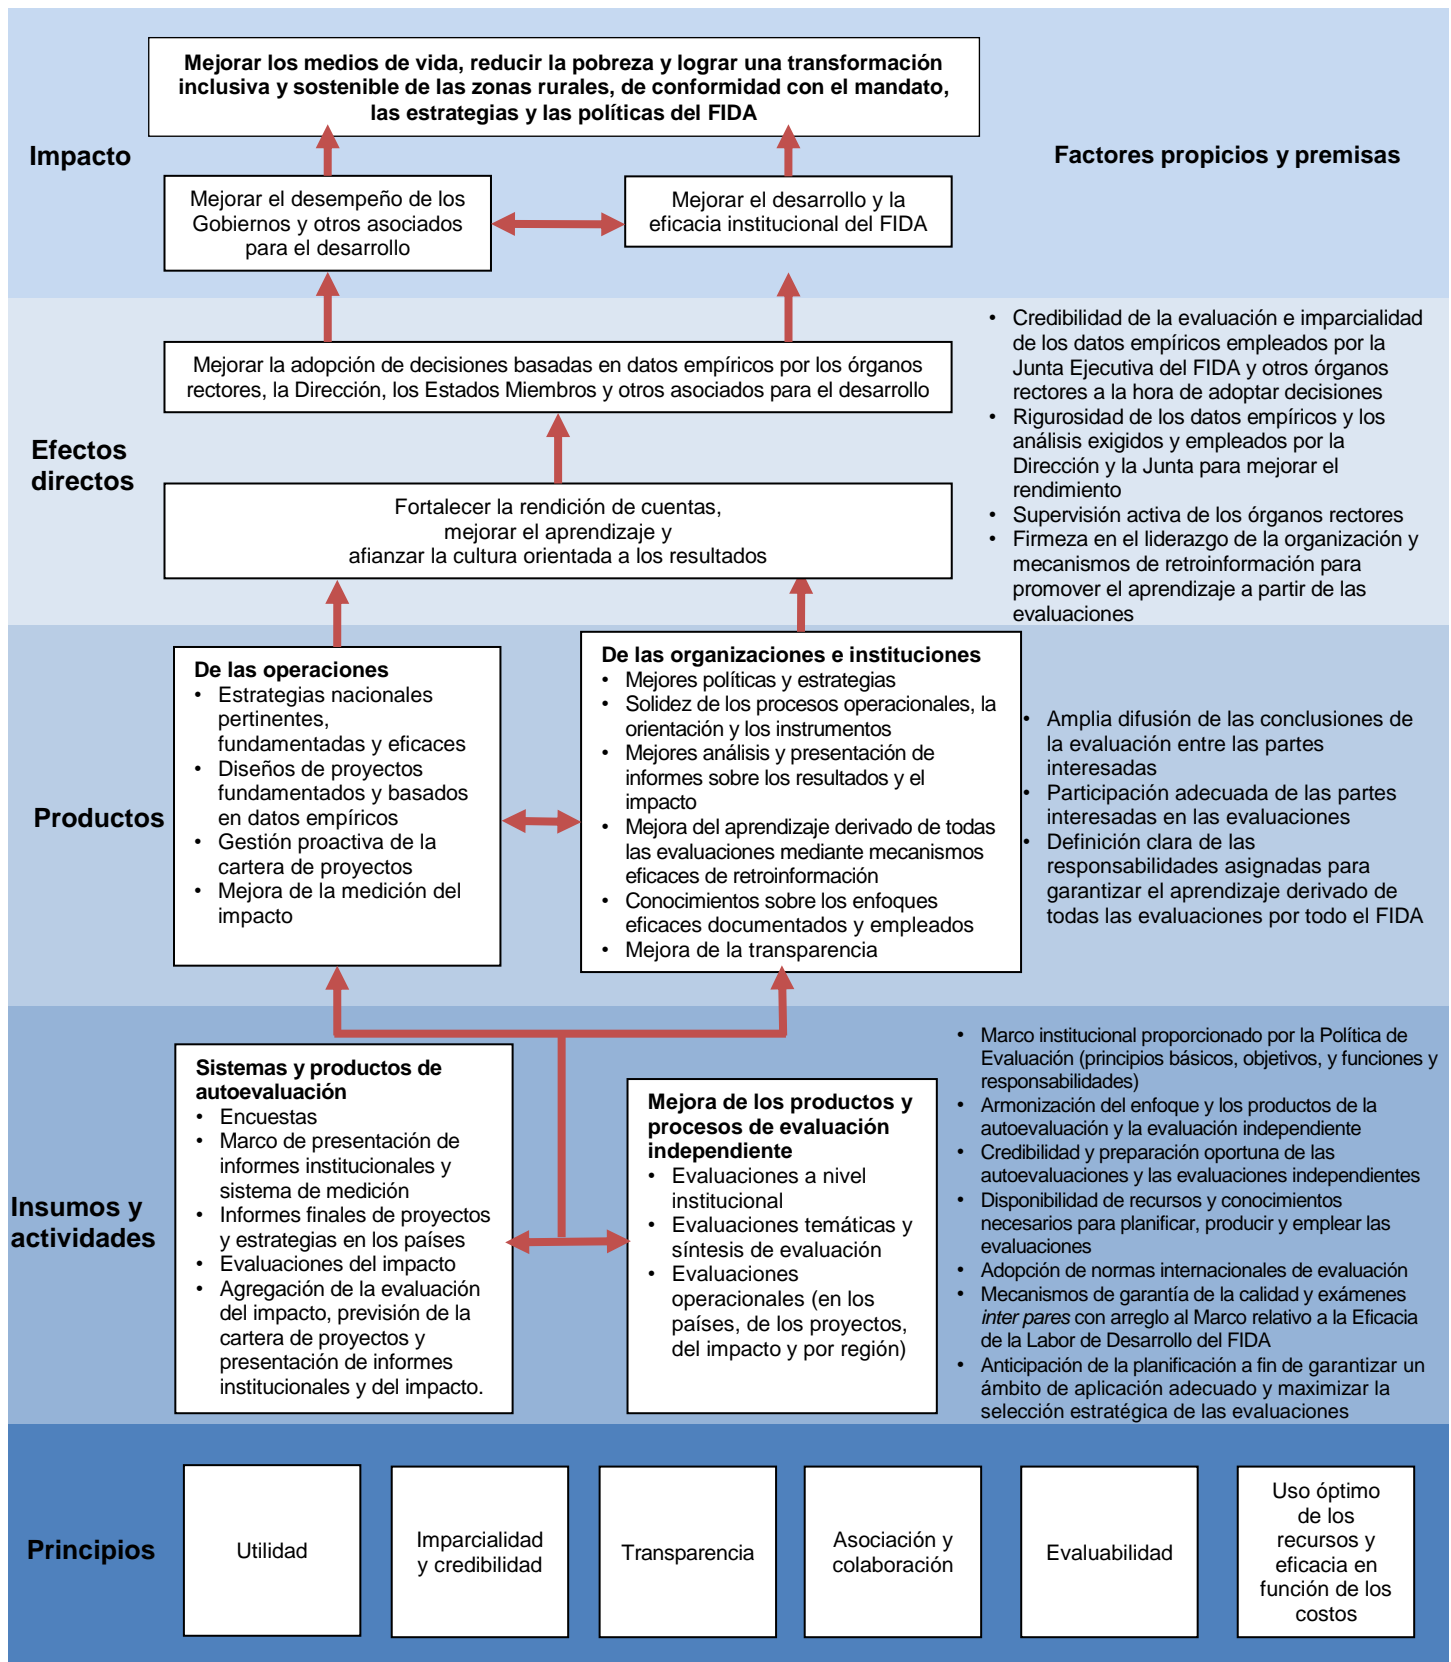 Mejorar los medios de vida, reducir la pobreza y lograr una transformación
inclusiva y sostenible de las zonas rurales, de conformidad con el mandato,
las estrategias y las políticas del FIDA
Impacto
Factores propicios y premisas
Mejorar el desempeño de los
Gobiernos y otros asociados
para el desarrollo
Mejorar el desarrollo y la
eficacia institucional del FIDA
Efectos
directos
Mejorar la adopción de decisiones basadas en datos empíricos por los órganos
rectores, la Dirección, los Estados Miembros y otros asociados para el desarrollo
Fortalecer la rendición de cuentas,
mejorar el aprendizaje y
afianzar la cultura orientada a los resultados
• Credibilidad de la evaluación e imparcialidad
de los datos empíricos empleados por la
Junta Ejecutiva del FIDA y otros órganos
rectores a la hora de adoptar decisiones
• Rigurosidad de los datos empíricos y los
análisis exigidos y empleados por la
Dirección y la Junta para mejorar el
rendimiento
• Supervisión activa de los órganos rectores
• Firmeza en el liderazgo de la organización y
mecanismos de retroinformación para
promover el aprendizaje a partir de las
evaluaciones
Productos
De las operaciones
• Estrategias nacionales
pertinentes,
fundamentadas y eficaces
• Diseños de proyectos
fundamentados y basados
en datos empíricos
• Gestión proactiva de la
cartera de proyectos
• Mejora de la medición del
impacto
De las organizaciones e instituciones
• Mejores políticas y estrategias
• Solidez de los procesos operacionales, la
orientación y los instrumentos
• Mejores análisis y presentación de
informes sobre los resultados y el
impacto
• Mejora del aprendizaje derivado de todas
las evaluaciones mediante mecanismos
eficaces de retroinformación
• Conocimientos sobre los enfoques
eficaces documentados y empleados
• Mejora de la transparencia
• Amplia difusión de las conclusiones de
la evaluación entre las partes
interesadas
• Participación adecuada de las partes
interesadas en las evaluaciones
• Definición clara de las
responsabilidades asignadas para
garantizar el aprendizaje derivado de
todas las evaluaciones por todo el FIDA
Insumos y
actividades
Sistemas y productos de
autoevaluación
• Encuestas
• Marco de presentación de
informes institucionales y
sistema de medición
• Informes finales de proyectos
y estrategias en los países
• Evaluaciones del impacto
• Agregación de la evaluación
del impacto, previsión de la
cartera de proyectos y
presentación de informes
institucionales y del impacto.
Mejora de los productos y
procesos de evaluación
independiente
• Evaluaciones a nivel
institucional
• Evaluaciones temáticas y
síntesis de evaluación
• Evaluaciones
operacionales (en los
países, de los proyectos,
del impacto y por región)
• Marco institucional proporcionado por la Política de
Evaluación (principios básicos, objetivos, y funciones y
responsabilidades)
• Armonización del enfoque y los productos de la
autoevaluación y la evaluación independiente
• Credibilidad y preparación oportuna de las
autoevaluaciones y las evaluaciones independientes
• Disponibilidad de recursos y conocimientos
necesarios para planificar, producir y emplear las
evaluaciones
• Adopción de normas internacionales de evaluación
• Mecanismos de garantía de la calidad y exámenes
inter pares con arreglo al Marco relativo a la Eficacia
de la Labor de Desarrollo del FIDA
• Anticipación de la planificación a fin de garantizar un
ámbito de aplicación adecuado y maximizar la
selección estratégica de las evaluaciones
Principios
Utilidad
Imparcialidad
y credibilidad
Transparencia
Asociación y
colaboración
Evaluabilidad
Uso óptimo
de los
recursos y
eficacia en
función de los
costos